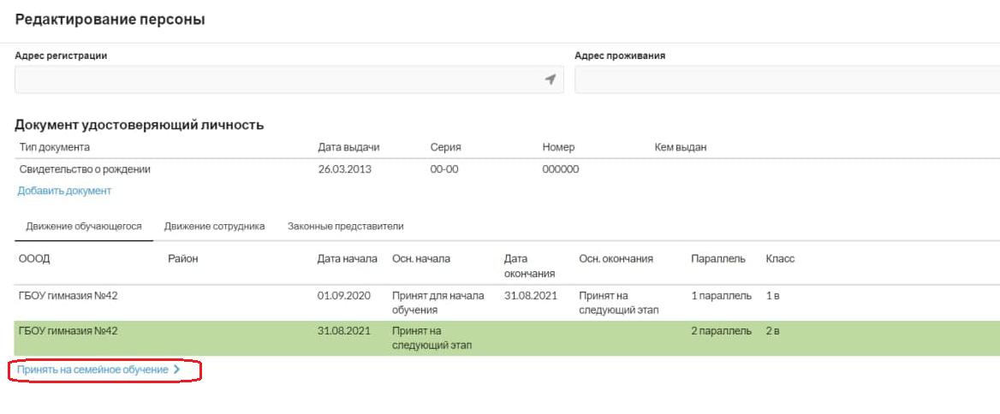 Редактирование персоны
Адрес регистрации Адрес проживания
Документ удостоверяющий личность
Тип документа Дата выдачи Серия Номер Кем выдан
Свидетельство о рождении 26.03.2013 00-00 000000
Добавить документ
Движение обучающегося Движение сотрудника Законные представители
ОООД Район Дата начала Осн. начала Дата Осн. окончания Параллель Класс
окончания
ГБОУ гимназия №42 01.09.2020 Принят для начала 31.08.2021 Принят на 1 параллель 1 в
обучения следующий этап
ГБОУ гимназия №42 31.08.2021 Принят на 2 параллель 2 в
следующий этап
Принять на семейное обучение